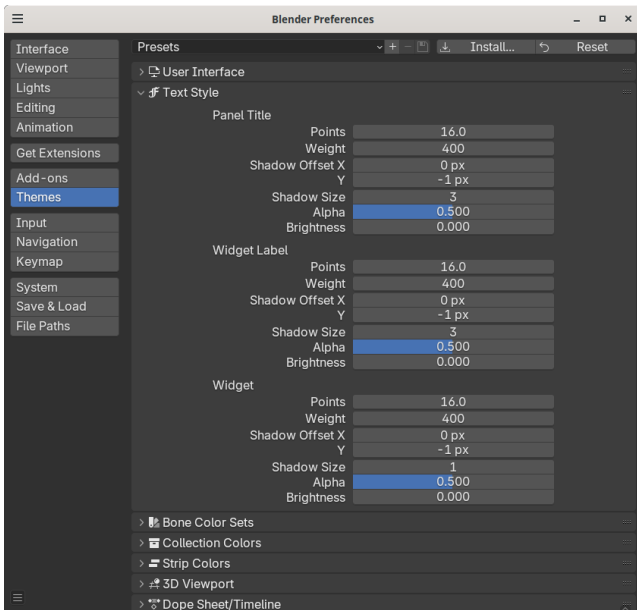 Blender Preferences
Interface
Viewport
Lights
Editing
Animation
Get Extensions
Add-ons
Themes
Input
Navigation
Keymap
System
Save & Load
File Paths
Presets Install... Reset
User Interface
Text Style
Panel Title
Points 16.0
Weight 400
Shadow Offset X 0 px
Y -1 px
Shadow Size 3
Alpha 0.500
Brightness 0.000
Widget Label
Points 16.0
Weight 400
Shadow Offset X 0 px
Y -1 px
Shadow Size 3
Alpha 0.500
Brightness 0.000
Widget
Points 16.0
Weight 400
Shadow Offset X 0 px
Y -1 px
Shadow Size 1
Alpha 0.500
Brightness 0.000
Bone Color Sets
Collection Colors
Strip Colors
3D Viewport
Dope Sheet/Timeline